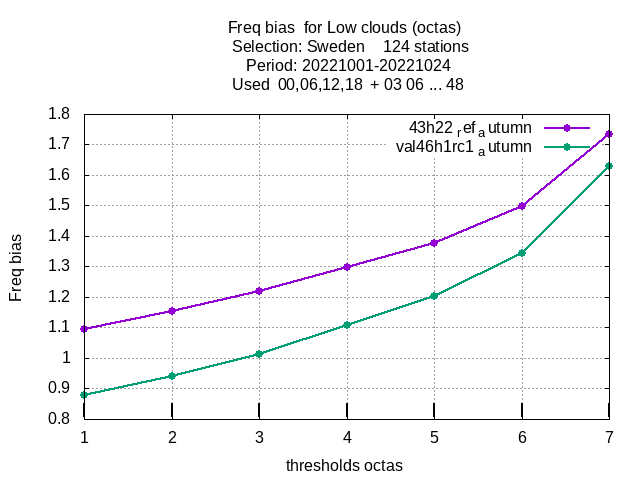 Freq bias  for Low clouds (octas)
Selection: Sweden    124 stations
Period: 20221001-20221024
Used  00,06,12,18  + 03 06 ... 48
1.8
1.7
1.6
1.5
1.4
1.3
1.2
1.1
1
0.9
0.8
Freq bias
43h22 ref a utumn
val46h1rc1 a utumn
1 2 3 4 5 6 7
thresholds octas